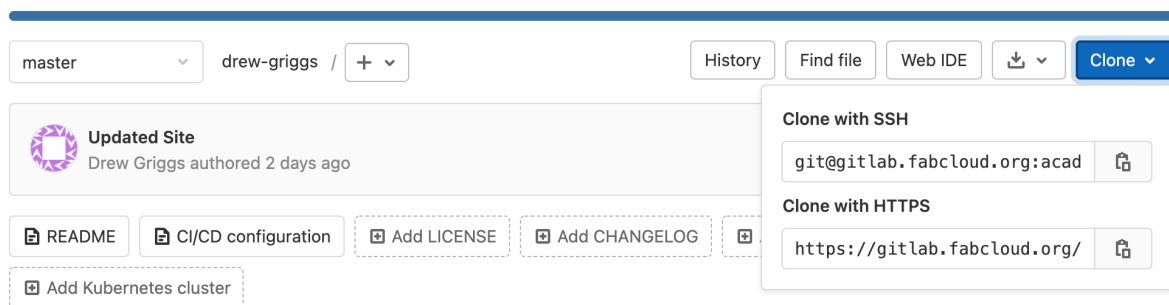 master
drew-griggs /
History
Find file
Web IDE
Clone
Updated Site
Drew Griggs authored 2 days ago
Clone with SSH
git@gitlab.fabcloud.org:acad
Clone with HTTPS
https://gitlab.fabcloud.org/
README
CI/CD configuration
Add LICENSE
Add CHANGELOG
Add Kubernetes cluster